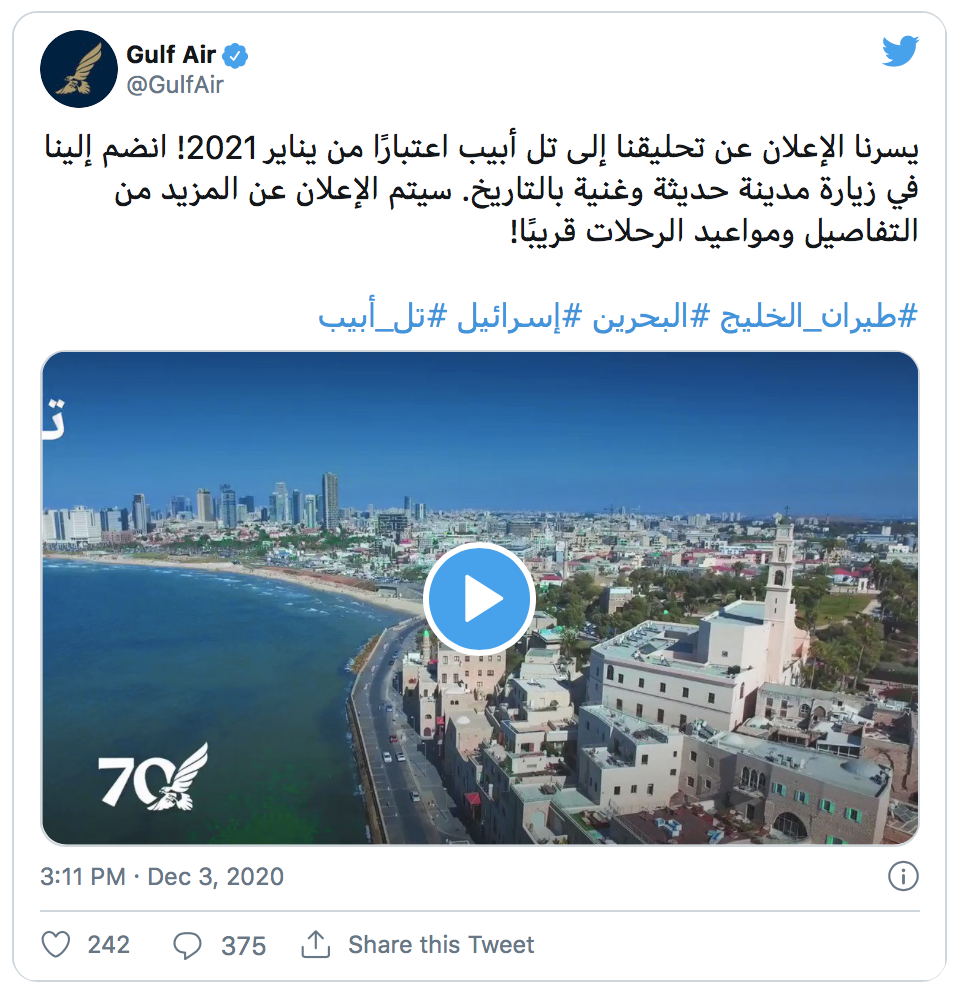 Gulf Air
@GulfAir
يسرنا الإعلان عن تحليقنا إلى تل أبيب اعتبارًا من يناير 2021! انضم إلينا
في زيارة مدينة حديثة وغنية بالتاريخ. سيتم الإعلان عن المزيد من
التفاصيل ومواعيد الرحلات قريبًا!
#طيران_الخليج #البحرين #إسرائيل #تل_أبيب
70
3:11 PM · Dec 3, 2020
242 375 Share this Tweet